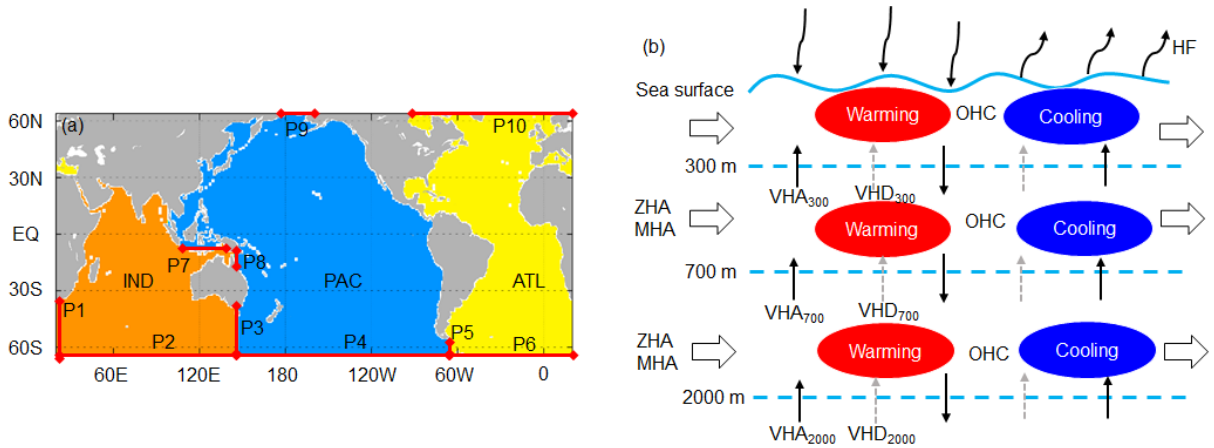 (a)
60N
30N
EQ
30S
60S
60E
120E
180
120W
60W
0
P9
P10
P7
P8
IND
PAC
ATL
P1
P2
P3
P4
P5
P6
(b)
HF
Sea surface
Warming
OHC
Cooling
300 m
VHA300
VHD300
ZHA
MHA
Warming
OHC
Cooling
700 m
VHA700
VHD700
ZHA
MHA
Warming
OHC
Cooling
2000 m
VHA2000
VHD2000